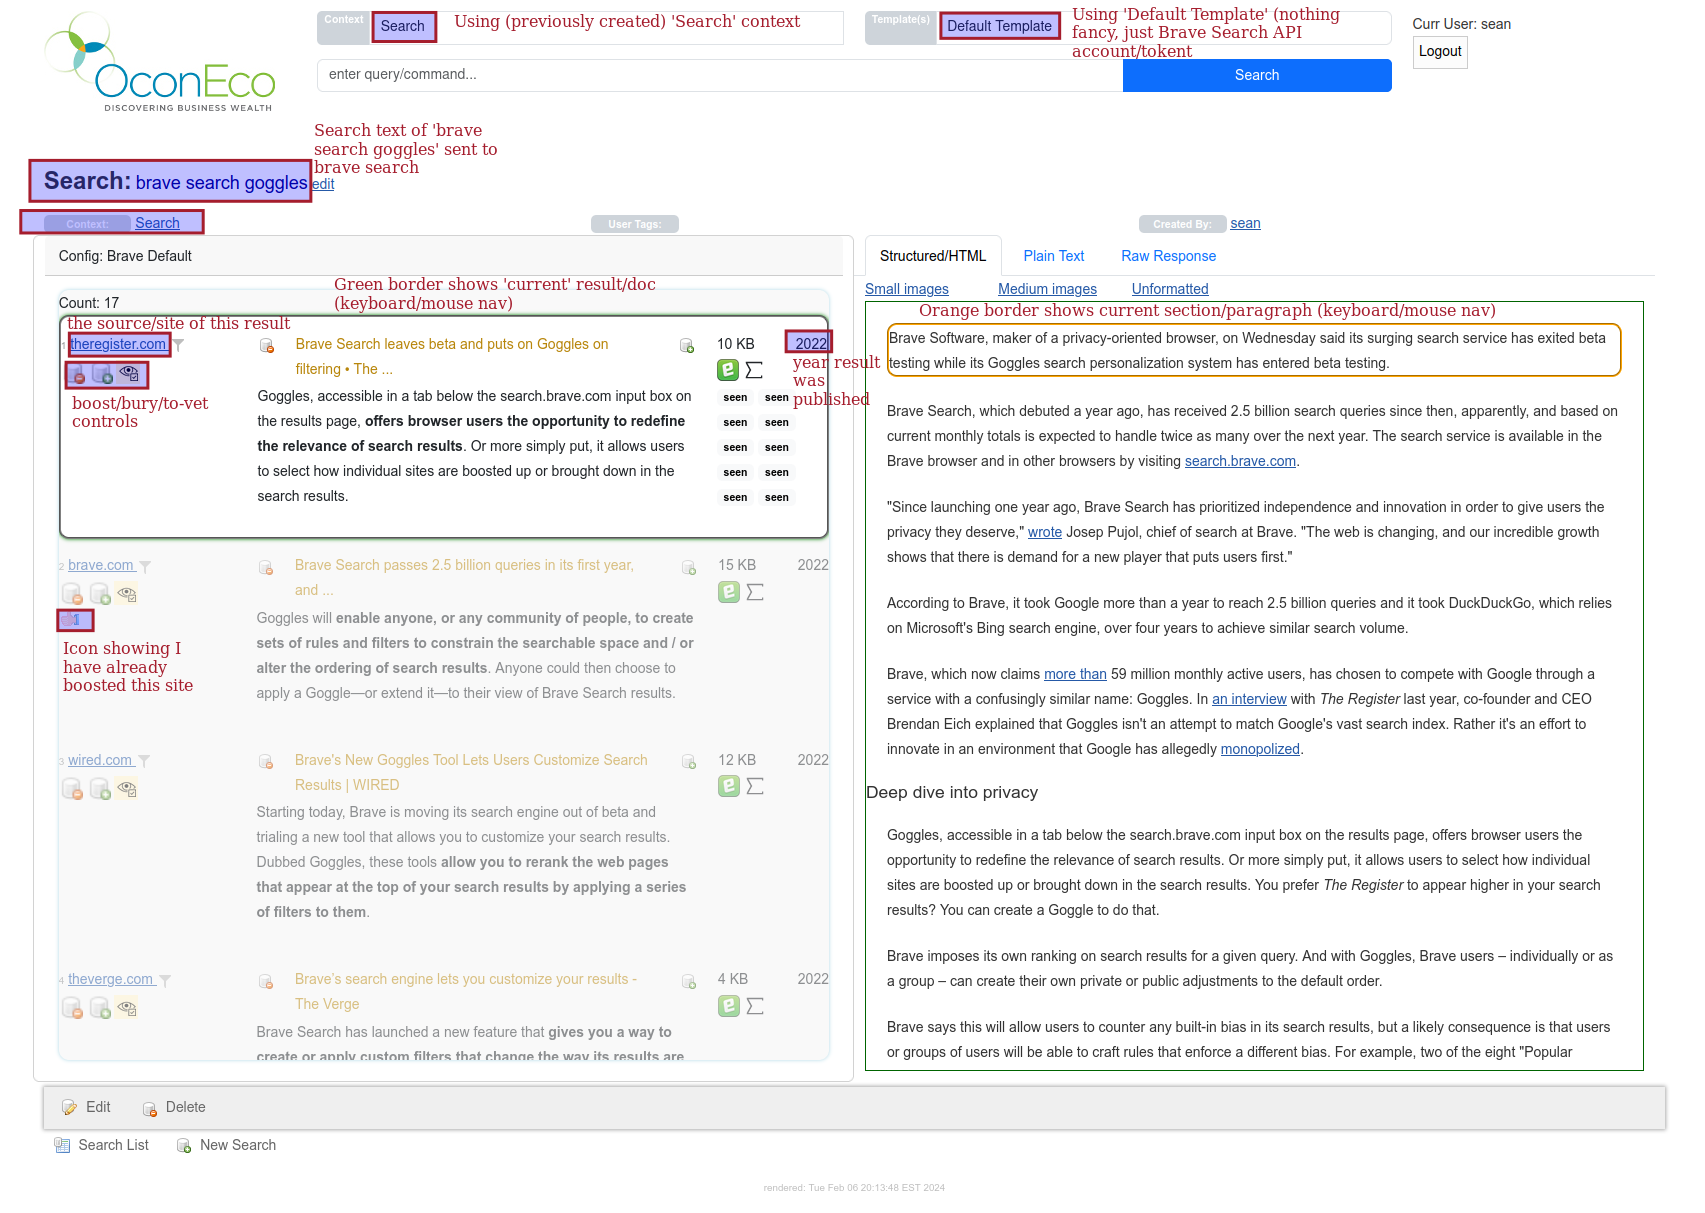 OconEco
DISCOVERING BUSINESS WEALTH
Context
Search
Using (previously created) 'Search' context
Template(s)
Default Template
Using 'Default Template' (nothing
fancy, just Brave Search API
account/tokent
Curr User: sean
Logout
enter query/command...
Search
Search text of 'brave
search goggles' sent to
brave search
Search: brave search goggles
edit
Context:
Search
User Tags:
Created By:
sean
Config: Brave Default
Count: 17
Green border shows 'current' result/doc
(keyboard/mouse nav)
the source/site of this result
1 theregister.com
boost/bury/to-vet
controls
Brave Search leaves beta and puts on Goggles on
filtering • The ...
Goggles, accessible in a tab below the search.brave.com input box on
the results page, offers browser users the opportunity to redefine
the relevance of search results. Or more simply put, it allows users
to select how individual sites are boosted up or brought down in the
search results.
10 KB
2022
year result
was
published
seen seen
seen seen
seen seen
seen seen
seen seen
2 brave.com
Icon showing I
have already
boosted this site
Brave Search passes 2.5 billion queries in its first year,
and ...
Goggles will enable anyone, or any community of people, to create
sets of rules and filters to constrain the searchable space and / or
alter the ordering of search results. Anyone could then choose to
apply a Goggle—or extend it—to their view of Brave Search results.
15 KB
2022
3 wired.com
Brave's New Goggles Tool Lets Users Customize Search
Results | WIRED
Starting today, Brave is moving its search engine out of beta and
trialing a new tool that allows you to customize your search results.
Dubbed Goggles, these tools allow you to rerank the web pages
that appear at the top of your search results by applying a series
of filters to them.
12 KB
2022
4 theverge.com
Brave's search engine lets you customize your results -
The Verge
Brave Search has launched a new feature that gives you a way to
create or apply custom filters that change the way its results are
4 KB
2022
Structured/HTML
Plain Text
Raw Response
Small images
Medium images
Unformatted
Orange border shows current section/paragraph (keyboard/mouse nav)
Brave Software, maker of a privacy-oriented browser, on Wednesday said its surging search service has exited beta
testing while its Goggles search personalization system has entered beta testing.
Brave Search, which debuted a year ago, has received 2.5 billion search queries since then, apparently, and based on
current monthly totals is expected to handle twice as many over the next year. The search service is available in the
Brave browser and in other browsers by visiting search.brave.com.
"Since launching one year ago, Brave Search has prioritized independence and innovation in order to give users the
privacy they deserve," wrote Josep Pujol, chief of search at Brave. "The web is changing, and our incredible growth
shows that there is demand for a new player that puts users first."
According to Brave, it took Google more than a year to reach 2.5 billion queries and it took DuckDuckGo, which relies
on Microsoft's Bing search engine, over four years to achieve similar search volume.
Brave, which now claims more than 59 million monthly active users, has chosen to compete with Google through a
service with a confusingly similar name: Goggles. In an interview with The Register last year, co-founder and CEO
Brendan Eich explained that Goggles isn't an attempt to match Google's vast search index. Rather it's an effort to
innovate in an environment that Google has allegedly monopolized.
Deep dive into privacy
Goggles, accessible in a tab below the search.brave.com input box on the results page, offers browser users the
opportunity to redefine the relevance of search results. Or more simply put, it allows users to select how individual
sites are boosted up or brought down in the search results. You prefer The Register to appear higher in your search
results? You can create a Goggle to do that.
Brave imposes its own ranking on search results for a given query. And with Goggles, Brave users – individually or as
a group – can create their own private or public adjustments to the default order.
Brave says this will allow users to counter any built-in bias in its search results, but a likely consequence is that users
or groups of users will be able to craft rules that enforce a different bias. For example, two of the eight "Popular
Edit
Delete
Search List
New Search
rendered: Tue Feb 06 20:13:48 EST 2024